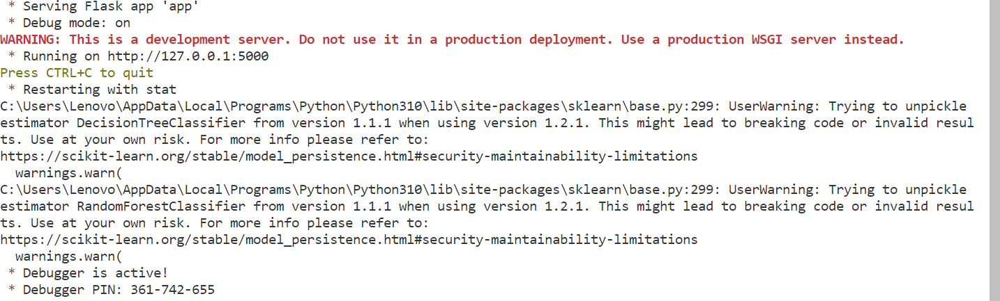 * Serving Flask app 'app'
* Debug mode: on
WARNING: This is a development server. Do not use it in a production deployment. Use a production WSGI server instead.
* Running on http://127.0.0.1:5000
Press CTRL+C to quit
* Restarting with stat
C:\Users\Lenovo\AppData\Local\Programs\Python\Python310\lib\site-packages\sklearn\base.py:299: UserWarning: Trying to unpickle
estimator DecisionTreeClassifier from version 1.1.1 when using version 1.2.1. This might lead to breaking code or invalid resul
ts. Use at your own risk. For more info please refer to:
https://scikit-learn.org/stable/model_persistence.html#security-maintainability-limitations
warnings.warn(
C:\Users\Lenovo\AppData\Local\Programs\Python\Python310\lib\site-packages\sklearn\base.py:299: UserWarning: Trying to unpickle
estimator RandomForestClassifier from version 1.1.1 when using version 1.2.1. This might lead to breaking code or invalid resul
ts. Use at your own risk. For more info please refer to:
https://scikit-learn.org/stable/model_persistence.html#security-maintainability-limitations
warnings.warn(
* Debugger is active!
* Debugger PIN: 361-742-655